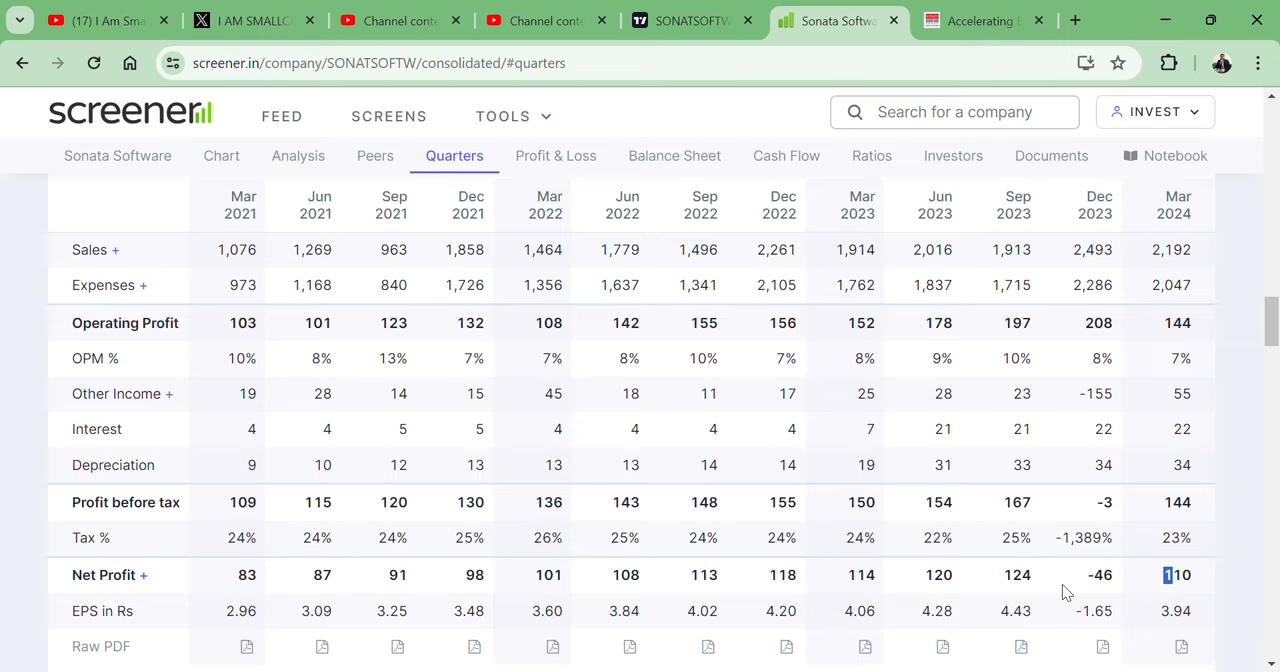 (17) I Am Sma
I AM SMALLC
Channel conte
Channel conte
SONATSOFTW
Sonata Softwa
Accelerating
screener.in/company/SONATSOFTW/consolidated/#quarters
screener
FEED SCREENS TOOLS
Search for a company
INVEST
Sonata Software Chart Analysis Peers Quarters Profit & Loss Balance Sheet Cash Flow Ratios Investors Documents Notebook
Mar 2021 Jun 2021 Sep 2021 Dec 2021 Mar 2022 Jun 2022 Sep 2022 Dec 2022 Mar 2023 Jun 2023 Sep 2023 Dec 2023 Mar 2024
Sales + 1,076 1,269 963 1,858 1,464 1,779 1,496 2,261 1,914 2,016 1,913 2,493 2,192
Expenses + 973 1,168 840 1,726 1,356 1,637 1,341 2,105 1,762 1,837 1,715 2,286 2,047
Operating Profit 103 101 123 132 108 142 155 156 152 178 197 208 144
OPM % 10% 8% 13% 7% 7% 8% 10% 7% 8% 9% 10% 8% 7%
Other Income + 19 28 14 15 45 18 11 17 25 28 23 -155 55
Interest 4 4 5 5 4 4 4 4 7 21 21 22 22
Depreciation 9 10 12 13 13 13 14 14 19 31 33 34 34
Profit before tax 109 115 120 130 136 143 148 155 150 154 167 -3 144
Tax % 24% 24% 24% 25% 26% 25% 24% 24% 24% 22% 25% -1,389% 23%
Net Profit + 83 87 91 98 101 108 113 118 114 120 124 -46 110
EPS in Rs 2.96 3.09 3.25 3.48 3.60 3.84 4.02 4.20 4.06 4.28 4.43 -1.65 3.94
Raw PDF